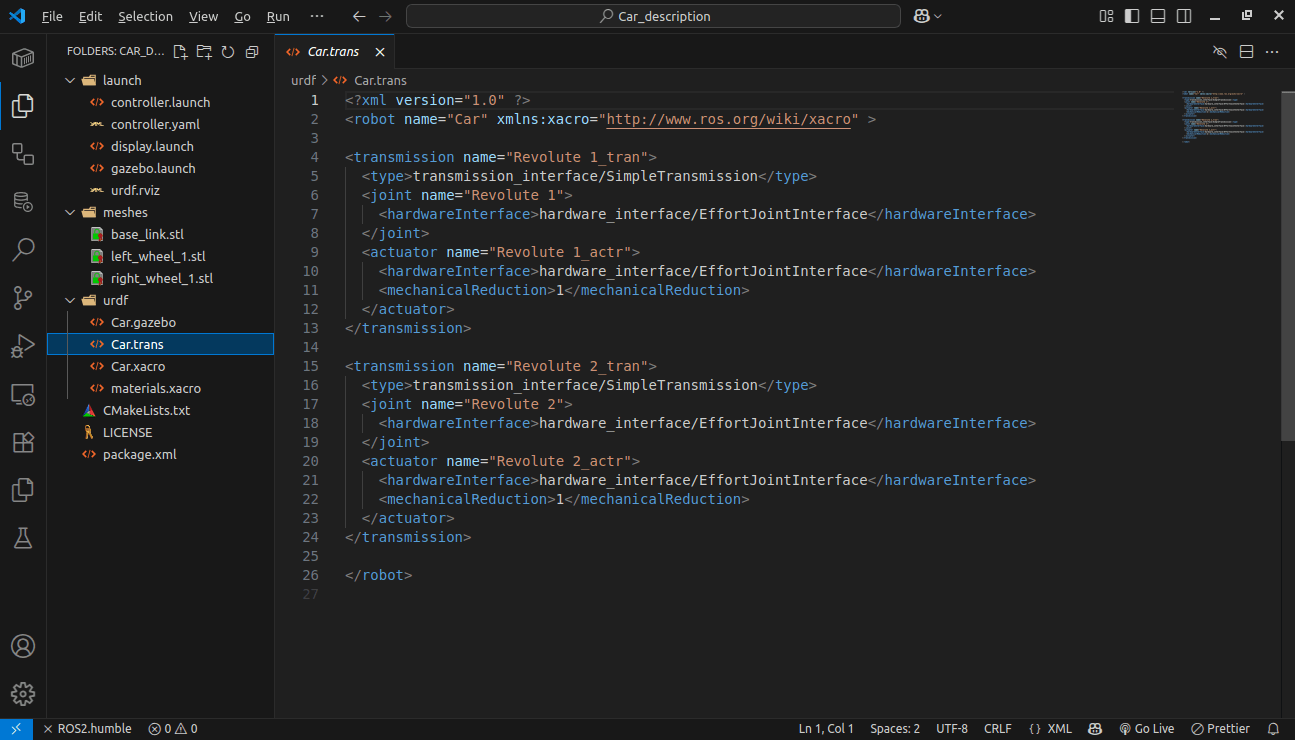 File Edit Selection View Go Run ··· Car_description
FOLDERS: CAR_D...
launch
controller.launch
controller.yaml
display.launch
gazebo.launch
urdf.rviz
meshes
base_link.stl
left_wheel_1.stl
right_wheel_1.stl
urdf
Car.gazebo
Car.trans
Car.xacro
materials.xacro
CMakeLists.txt
LICENSE
package.xml
Car.trans
urdf > Car.trans
1 <?xml version="1.0" ?>
2 <robot name="Car" xmlns:xacro="http://www.ros.org/wiki/xacro" >
3
4 <transmission name="Revolute 1_tran">
5 <type>transmission_interface/SimpleTransmission</type>
6 <joint name="Revolute 1">
7 <hardwareInterface>hardware_interface/EffortJointInterface</hardwareInterface>
8 </joint>
9 <actuator name="Revolute 1_actr">
10 <hardwareInterface>hardware_interface/EffortJointInterface</hardwareInterface>
11 <mechanicalReduction>1</mechanicalReduction>
12 </actuator>
13 </transmission>
14
15 <transmission name="Revolute 2_tran">
16 <type>transmission_interface/SimpleTransmission</type>
17 <joint name="Revolute 2">
18 <hardwareInterface>hardware_interface/EffortJointInterface</hardwareInterface>
19 </joint>
20 <actuator name="Revolute 2_actr">
21 <hardwareInterface>hardware_interface/EffortJointInterface</hardwareInterface>
22 <mechanicalReduction>1</mechanicalReduction>
23 </actuator>
24 </transmission>
25
26 </robot>
27
ROS2.humble 0 0 Ln 1, Col 1 Spaces: 2 UTF-8 CRLF {} XML Go Live Prettier